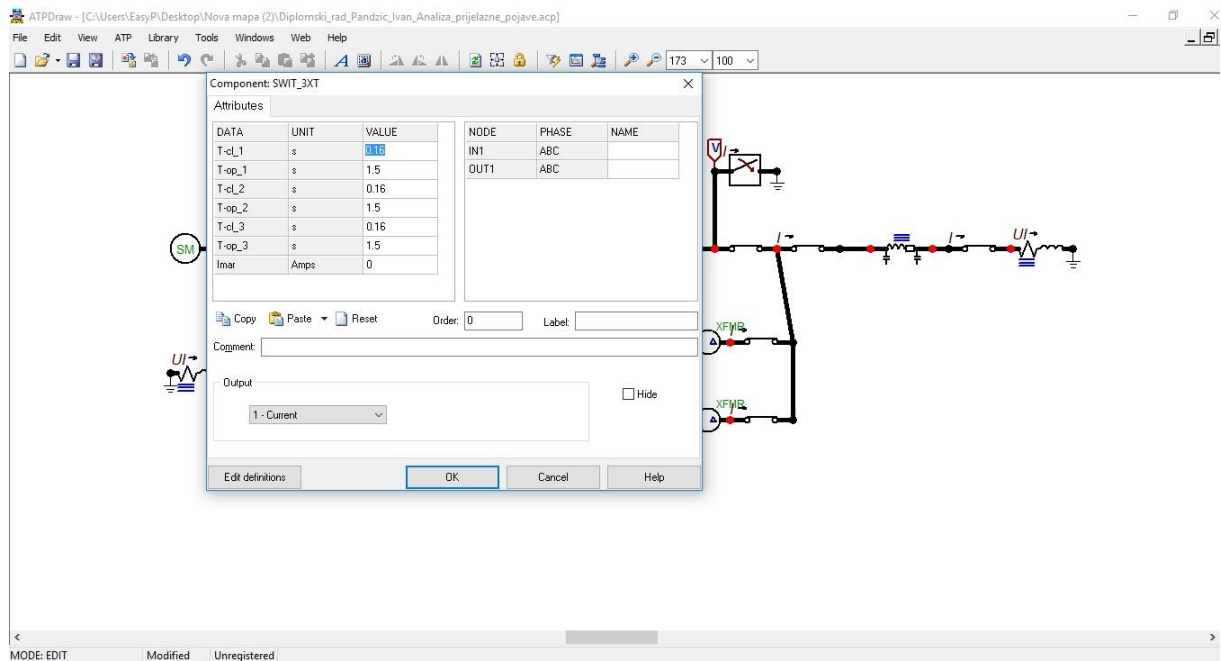 ATPDraw - [C:\Users\EasyP\Desktop\Nova mapa (2)\Diplomski_rad_Pandzic_Ivan_Analiza_prijelazne_pojave.acp]
File Edit View ATP Library Tools Windows Web Help
173 100
Component: SWIT_3XT
Attributes
DATA UNIT VALUE
T-cl_1 s 0.16
T-op_1 s 1.5
T-cl_2 s 0.16
T-op_2 s 1.5
T-cl_3 s 0.16
T-op_3 s 1.5
Imar Amps 0
NODE PHASE NAME
IN1 ABC
OUT1 ABC
Copy Paste Reset Order: 0 Label:
Comment:
Output
1 - Current
Hide
Edit definitions OK Cancel Help
V I
SM
I I UI
UI
XFMR I
XFMR I
MODE: EDIT Modified Unregistered